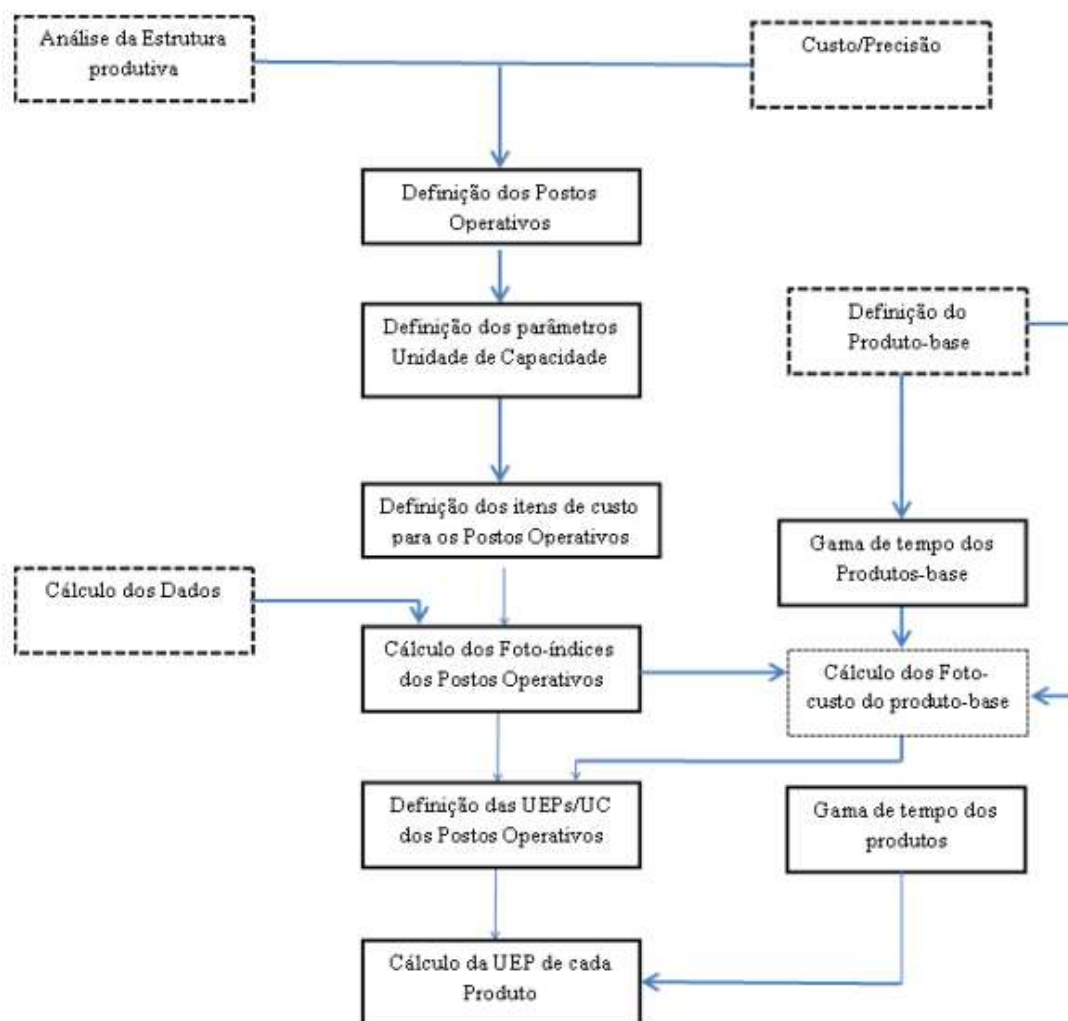 Análise da Estrutura
produtiva
Custo/Precisão
Definição dos Postos
Operativos
Definição dos parâmetros
Unidade de Capacidade
Definição do
Produto-base
Definição dos itens de custo
para os Postos Operativos
Gama de tempo dos
Produtos-base
Cálculo dos Dados
Cálculo dos Foto-índices
dos Postos Operativos
Cálculo dos Foto-
custo do produto-base
Definição das UEPs/UC
dos Postos Operativos
Gama de tempo dos
produtos
Cálculo da UEP de cada
Produto